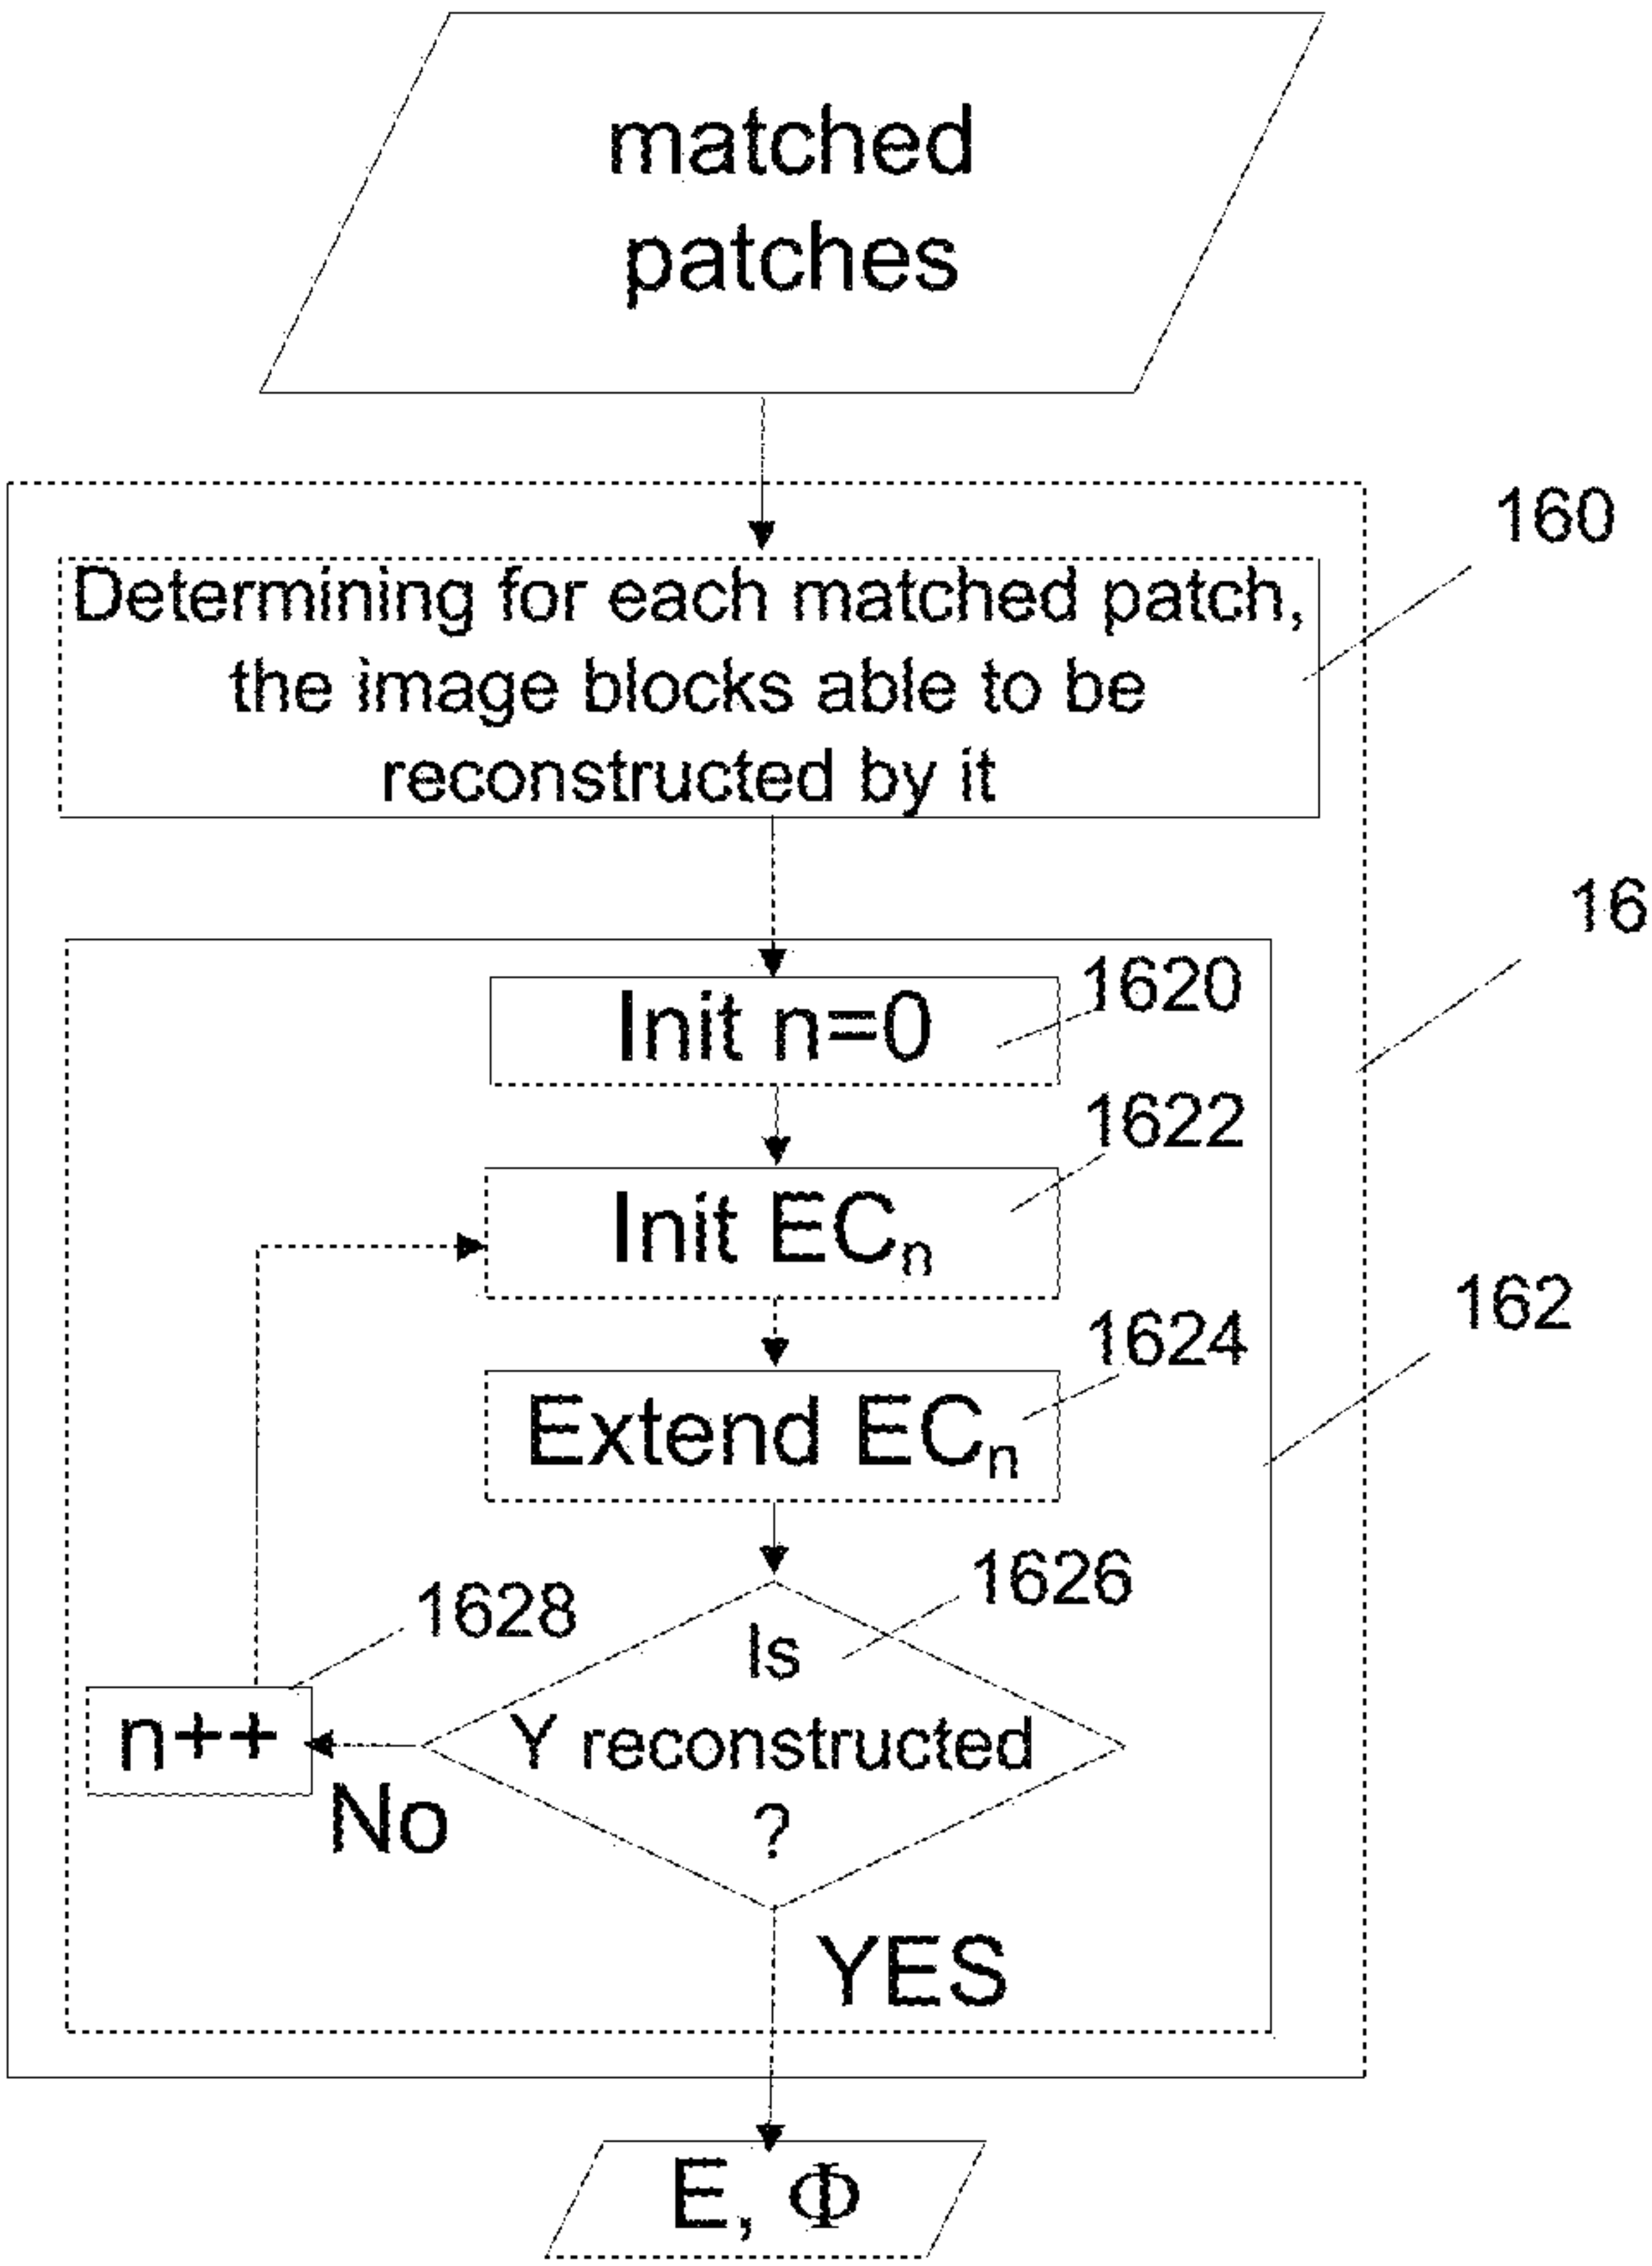 matched
patches
160
Determining for each matched patch,
the image blocks able to be
reconstructed by it
16
1620
Init n=0
1622
Init ECn
162
1624
Extend ECn
1626
1628
Is
Y reconstructed
?
n++
No
YES
E, Φ